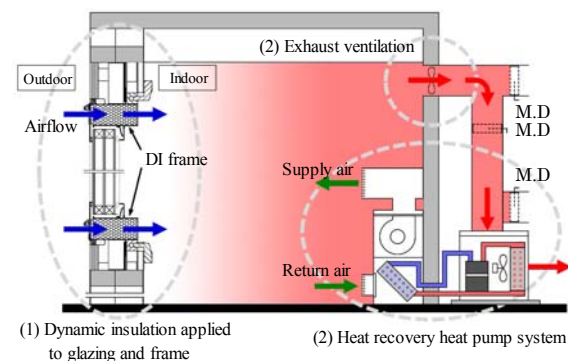 (2) Exhaust ventilation
Outdoor
Indoor
M.D
Airflow
M.D
DI frame
Supply air
M.D
Return air
(1) Dynamic insulation applied
to glazing and frame
(2) Heat recovery heat pump system